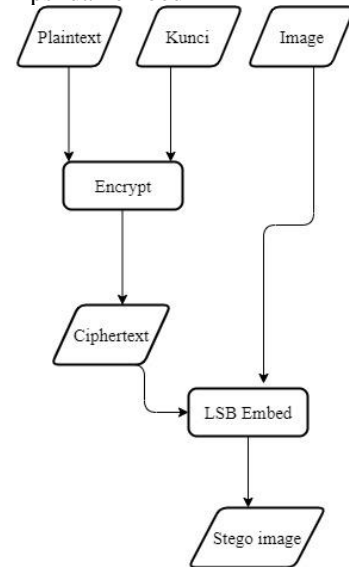 Plaintext
Kunci
Image
Encrypt
Ciphertext
LSB Embed
Stego image